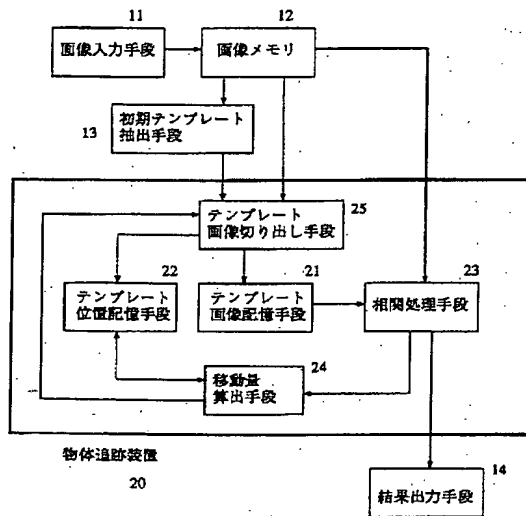 11
12
画像入力手段
画像メモリ
13
初期テンプレート
抽出手段
25
テンプレート
画像切り出し手段
22
21
23
テンプレート
位置記憶手段
テンプレート
画像記憶手段
相関処理手段
24
移動量
算出手段
物体追跡装置
20
14
結果出力手段